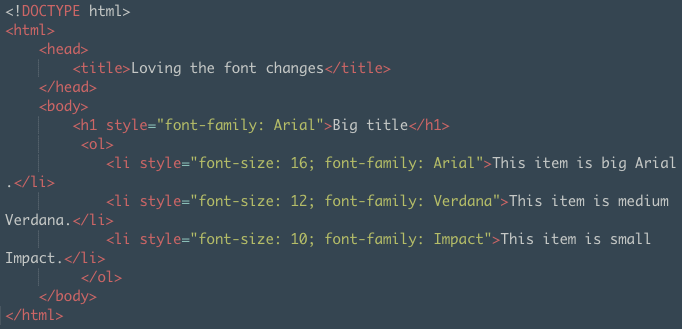 <!DOCTYPE html>
<html>
    <head>
        <title>Loving the font changes</title>
    </head>
    <body>
        <h1 style="font-family: Arial">Big title</h1>
         <ol>
            <li style="font-size: 16; font-family: Arial">This item is big Arial
.</li>
            <li style="font-size: 12; font-family: Verdana">This item is medium
Verdana.</li>
            <li style="font-size: 10; font-family: Impact">This item is small
Impact.</li>
         </ol>
    </body>
</html>